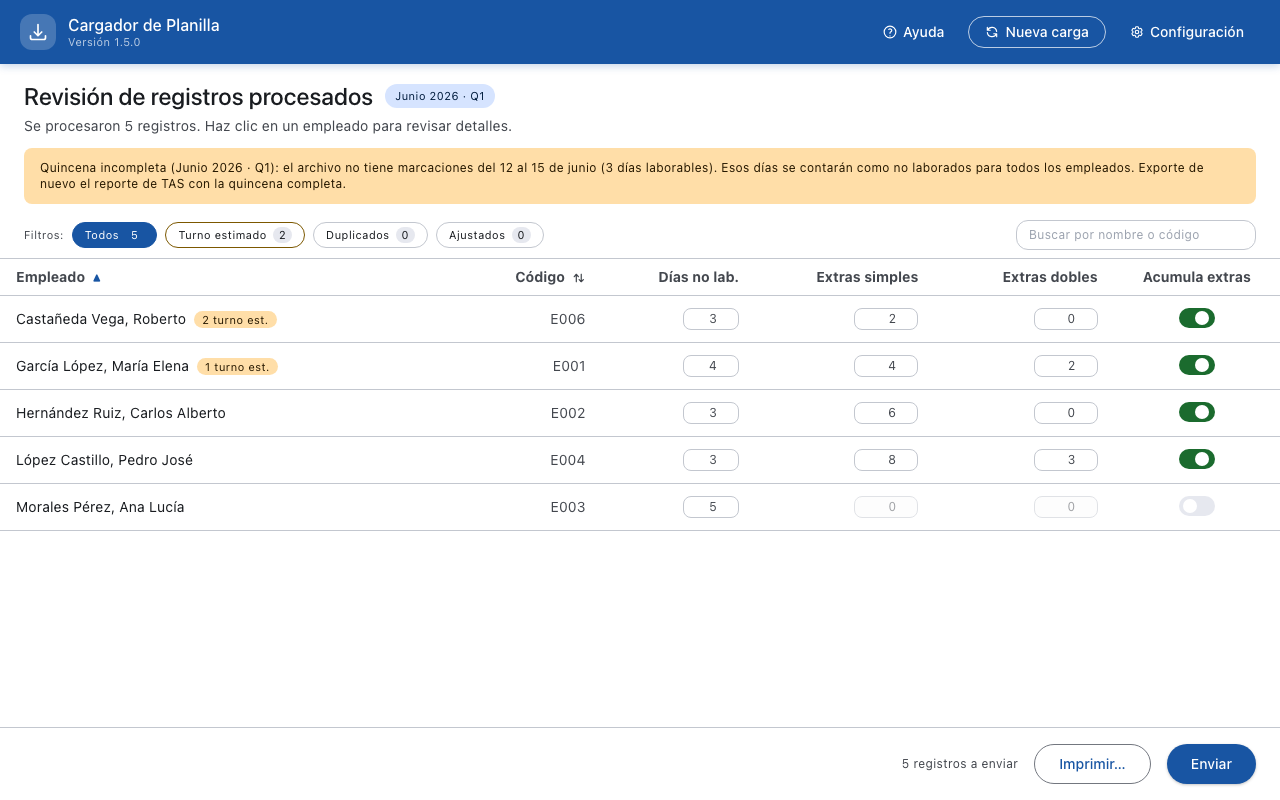 Cargador de Planilla
Versión 1.5.0
Ayuda
Nueva carga
Configuración
Revisión de registros procesados
Junio 2026 · Q1
Se procesaron 5 registros. Haz clic en un empleado para revisar detalles.
Quincena incompleta (Junio 2026 · Q1): el archivo no tiene marcaciones del 12 al 15 de junio (3 días laborables). Esos días se contarán como no laborados para todos los empleados. Exporte de
nuevo el reporte de TAS con la quincena completa.
Filtros: Todos 5 Turno estimado 2 Duplicados 0 Ajustados 0 Buscar por nombre o código
Empleado ▲ Código Días no lab. Extras simples Extras dobles Acumula extras
Castañeda Vega, Roberto 2 turno est. E006 3 2 0
García López, María Elena 1 turno est. E001 4 4 2
Hernández Ruiz, Carlos Alberto E002 3 6 0
López Castillo, Pedro José E004 3 8 3
Morales Pérez, Ana Lucía E003 5 0 0
5 registros a enviar Imprimir... Enviar